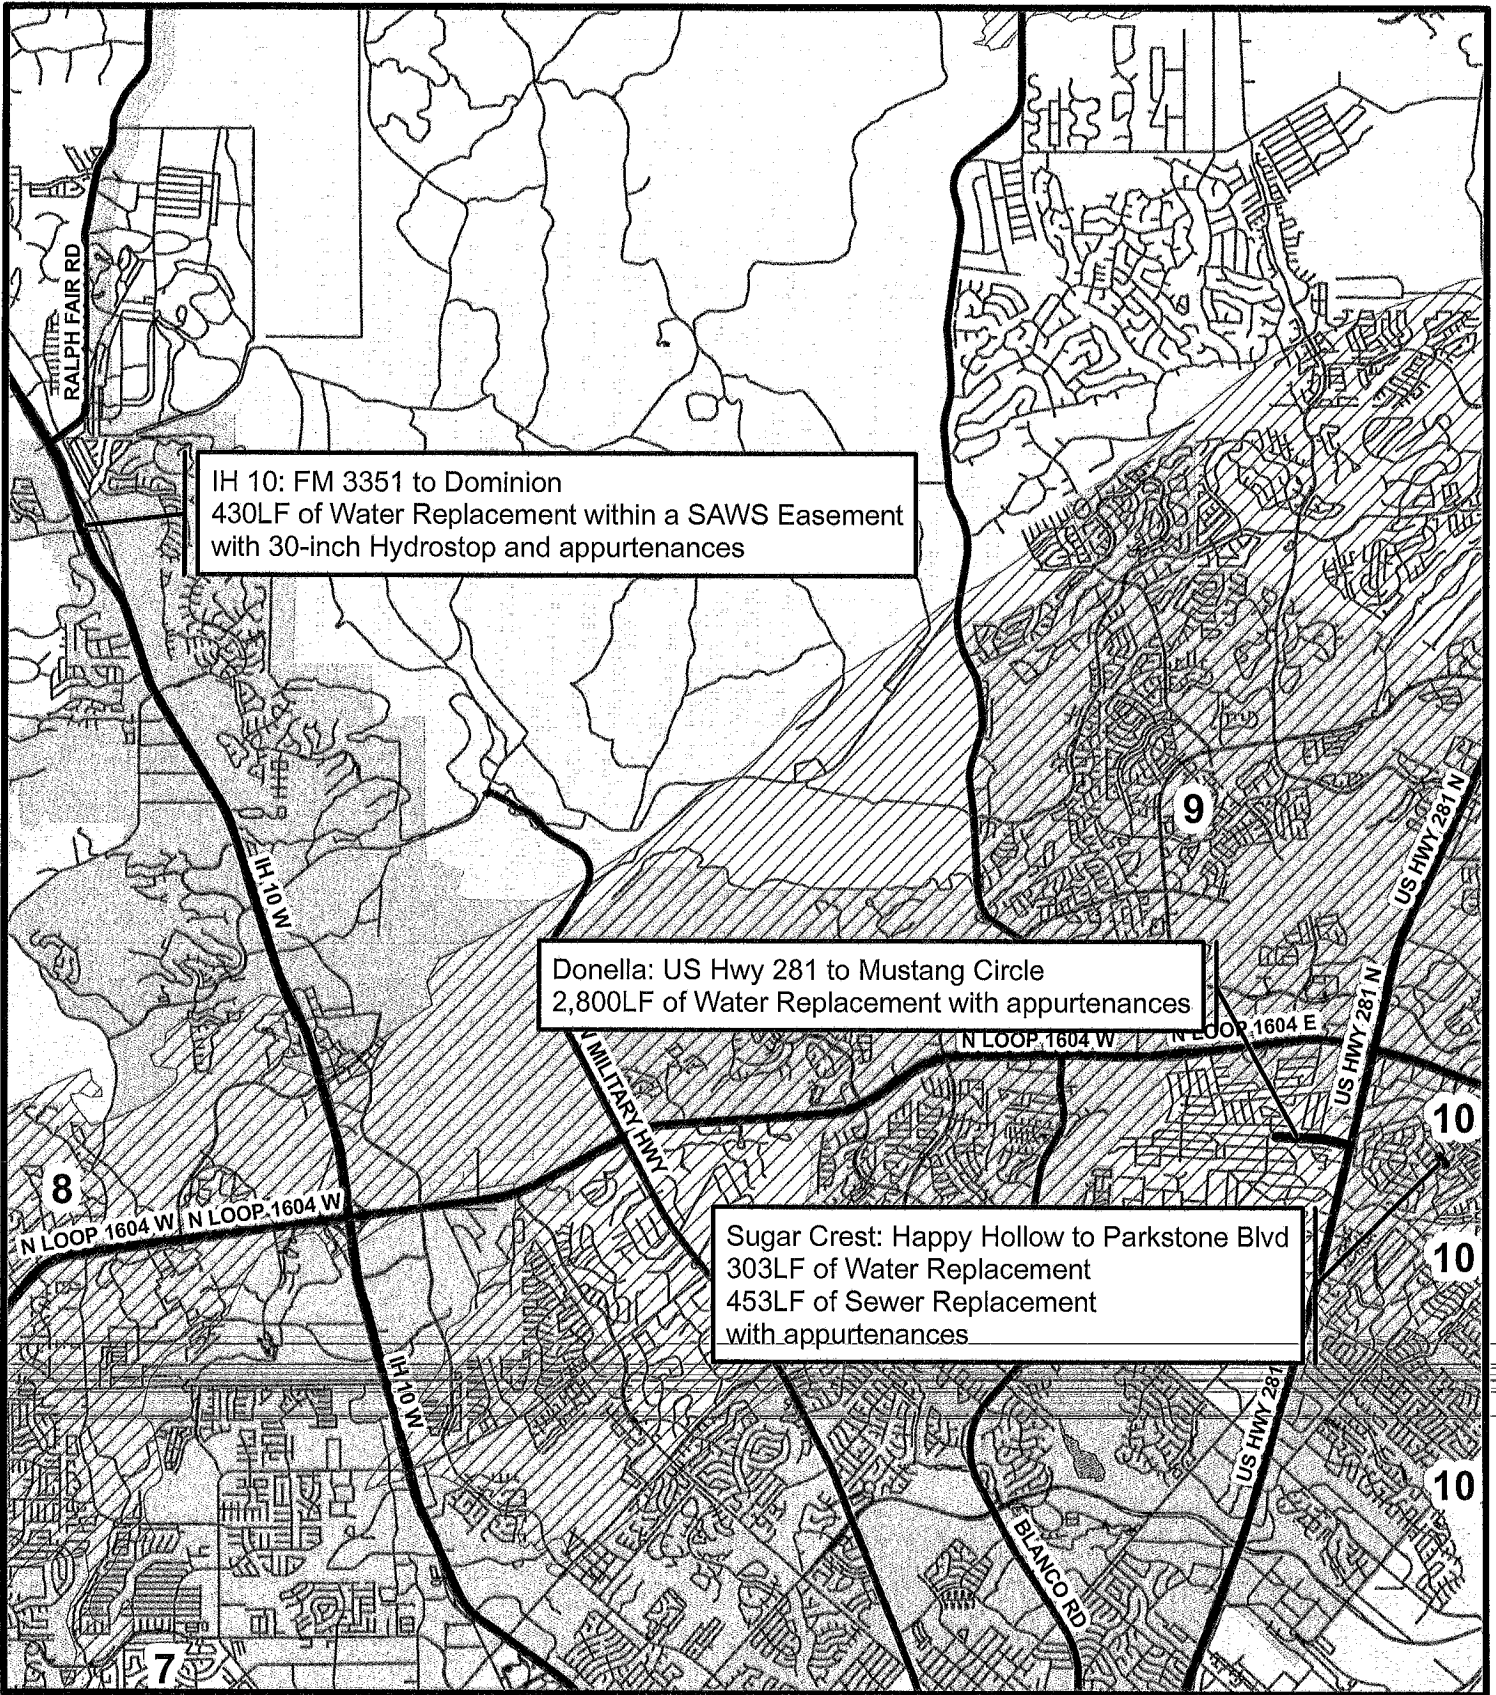 RALPH FAIR RD
IH 10: FM 3351 to Dominion
430LF of Water Replacement within a SAWS Easement
with 30-inch Hydrostop and appurtenances
9
US HWY 281 N
IH 10 W
Donella: US Hwy 281 to Mustang Circle
2,800LF of Water Replacement with appurtenances
US HWY 281 N
N LOOP 1604 W
N LOOP 1604 E
N MILITARY HWY
10
8
N LOOP 1604 W
N LOOP 1604 W
Sugar Crest: Happy Hollow to Parkstone Blvd
303LF of Water Replacement
453LF of Sewer Replacement
with appurtenances
10
IH 10 W
US HWY 281
10
BLANCO RD
7